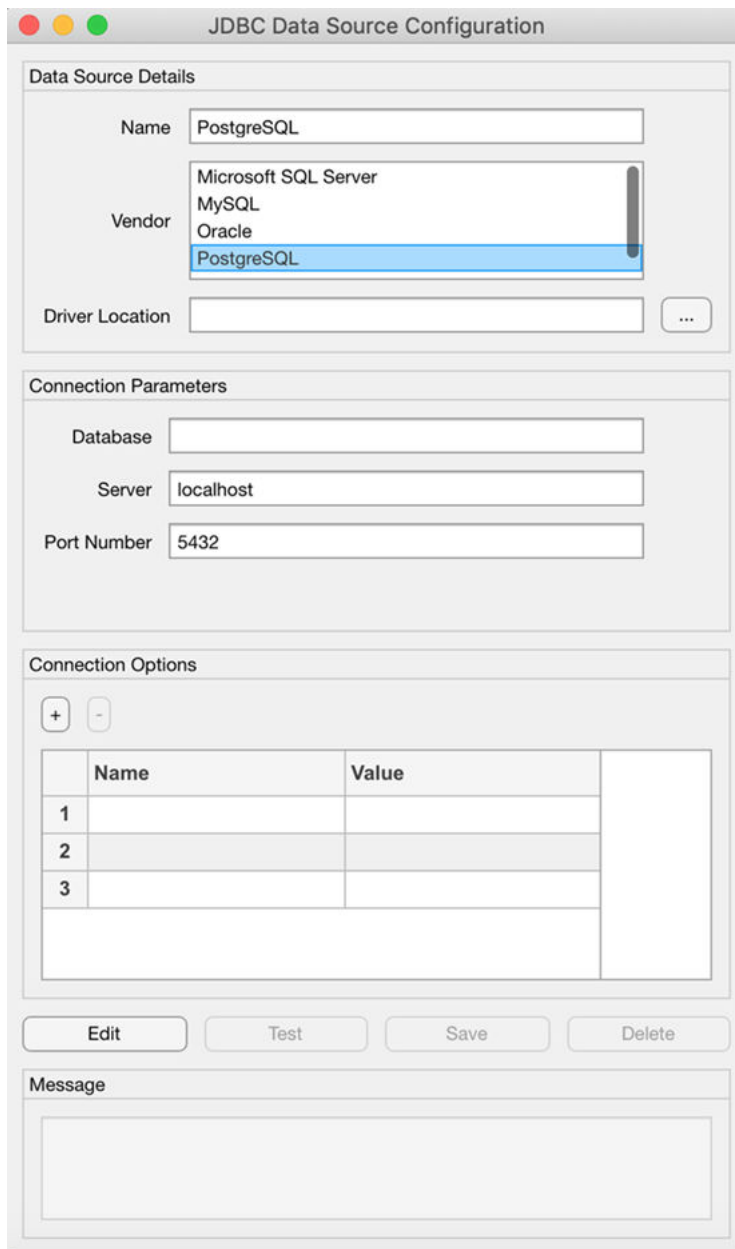 JDBC Data Source Configuration
Data Source Details
Name PostgreSQL
Microsoft SQL Server
MySQL
Vendor
Oracle
PostgreSQL
Driver Location ...
Connection Parameters
Database
Server localhost
Port Number 5432
Connection Options
+ -
Name Value
1
2
3
Edit Test Save Delete
Message